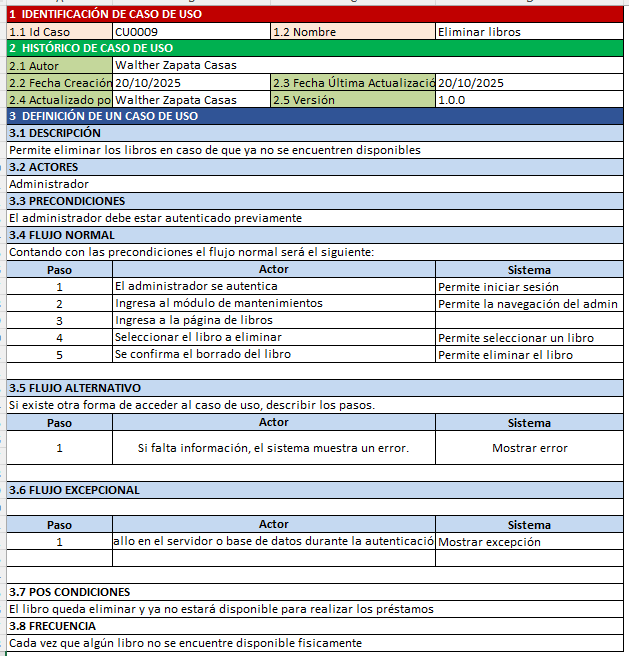 1 IDENTIFICACIÓN DE CASO DE USO
1.1 Id Caso CU0009 1.2 Nombre Eliminar libros
2 HISTÓRICO DE CASO DE USO
2.1 Autor Walther Zapata Casas
2.2 Fecha Creación 20/10/2025 2.3 Fecha Última Actualizació 20/10/2025
2.4 Actualizado po Walther Zapata Casas 2.5 Versión 1.0.0
3 DEFINICIÓN DE UN CASO DE USO
3.1 DESCRIPCIÓN
Permite eliminar los libros en caso de que ya no se encuentren disponibles
3.2 ACTORES
Administrador
3.3 PRECONDICIONES
El administrador debe estar autenticado previamente
3.4 FLUJO NORMAL
Contando con las precondiciones el flujo normal será el siguiente:
Paso Actor Sistema
1 El administrador se autentica Permite iniciar sesión
2 Ingresa al módulo de mantenimientos Permite la navegación del admin
3 Ingresa a la página de libros
4 Seleccionar el libro a eliminar Permite seleccionar un libro
5 Se confirma el borrado del libro Permite eliminar el libro
3.5 FLUJO ALTERNATIVO
Si existe otra forma de acceder al caso de uso, describir los pasos.
Paso Actor Sistema
1 Si falta información, el sistema muestra un error. Mostrar error
3.6 FLUJO EXCEPCIONAL
Paso Actor Sistema
1 allo en el servidor o base de datos durante la autenticació Mostrar excepción
3.7 POS CONDICIONES
El libro queda eliminar y ya no estará disponible para realizar los préstamos
3.8 FRECUENCIA
Cada vez que algún libro no se encuentre disponible fisicamente